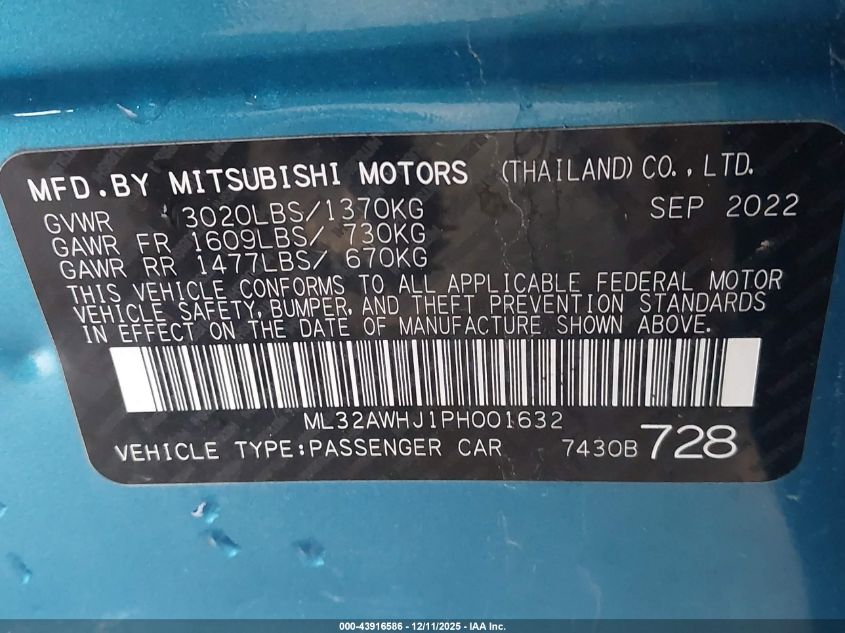 MFD.BY MITSUBISHI MOTORS (THAILAND) CO.,LTD.
GVWR 3020LBS/1370KG SEP 2022
GAWR FR 1609LBS/ 730KG
GAWR RR 1477LBS/ 670KG
THIS VEHICLE CONFORMS TO ALL APPLICABLE FEDERAL MOTOR
VEHICLE SAFETY, BUMPER, AND THEFT PREVENTION STANDARDS
IN EFFECT ON THE DATE OF MANUFACTURE SHOWN ABOVE.
ML32AWHJ1PH001632
VEHICLE TYPE:PASSENGER CAR 7430B 728
000-43916586 - 12/11/2025 - IAA Inc.